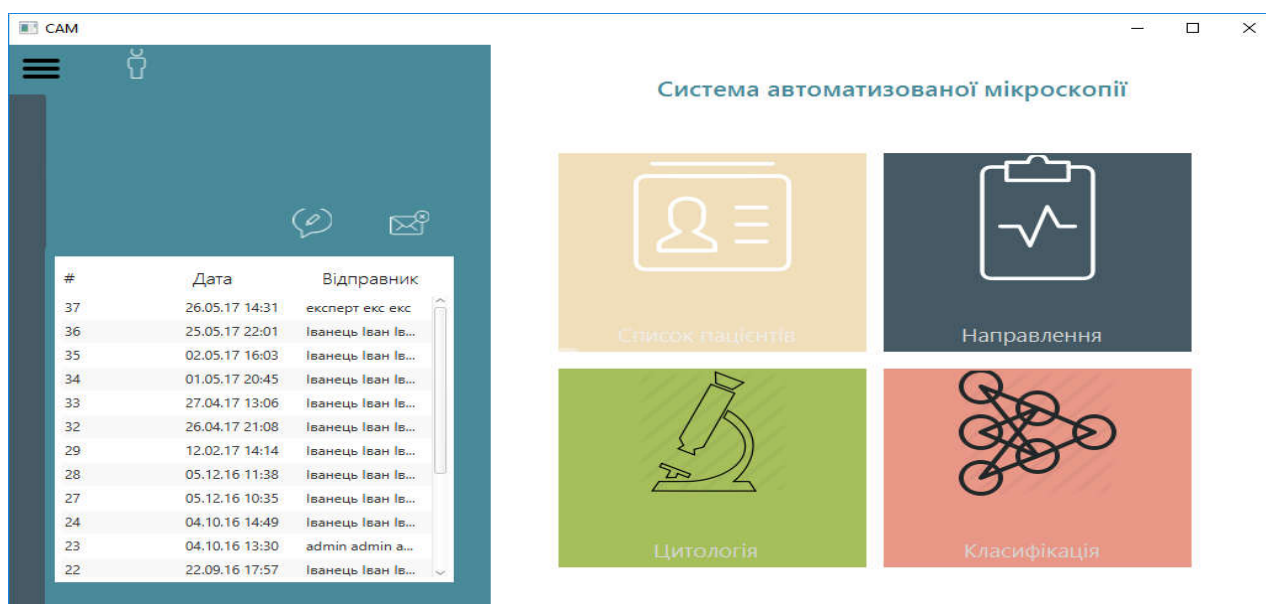 САМ
Система автоматизованої мікроскопії
# Дата Відправник
37 26.05.17 14:31 експерт екс екс
36 25.05.17 22:01 Іванець Іван Ів...
35 02.05.17 16:03 Іванець Іван Ів...
34 01.05.17 20:45 Іванець Іван Ів...
33 27.04.17 13:06 Іванець Іван Ів...
32 26.04.17 21:08 Іванець Іван Ів...
29 12.02.17 14:14 Іванець Іван Ів...
28 05.12.16 11:38 Іванець Іван Ів...
27 05.12.16 10:35 Іванець Іван Ів...
24 04.10.16 14:49 Іванець Іван Ів...
23 04.10.16 13:30 admin admin a...
22 22.09.16 17:57 Іванець Іван Ів...
Список пацієнтів
Направлення
Цитологія
Класифікація